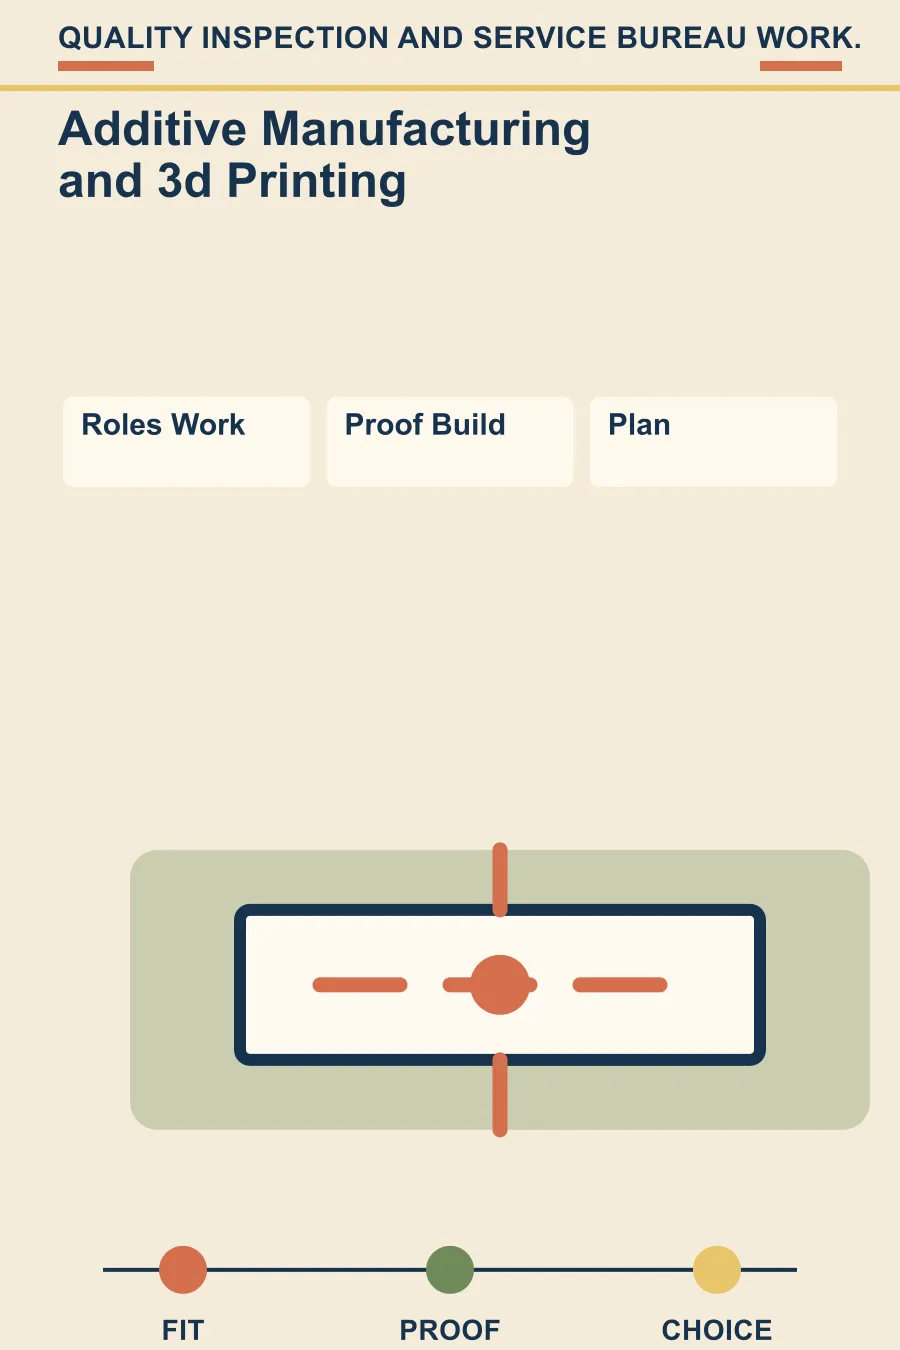 QUALITY INSPECTION AND SERVICE BUREAU WORK.
Additive Manufacturing
and 3d Printing
Roles Work
Proof Build
Plan
FIT
PROOF
CHOICE